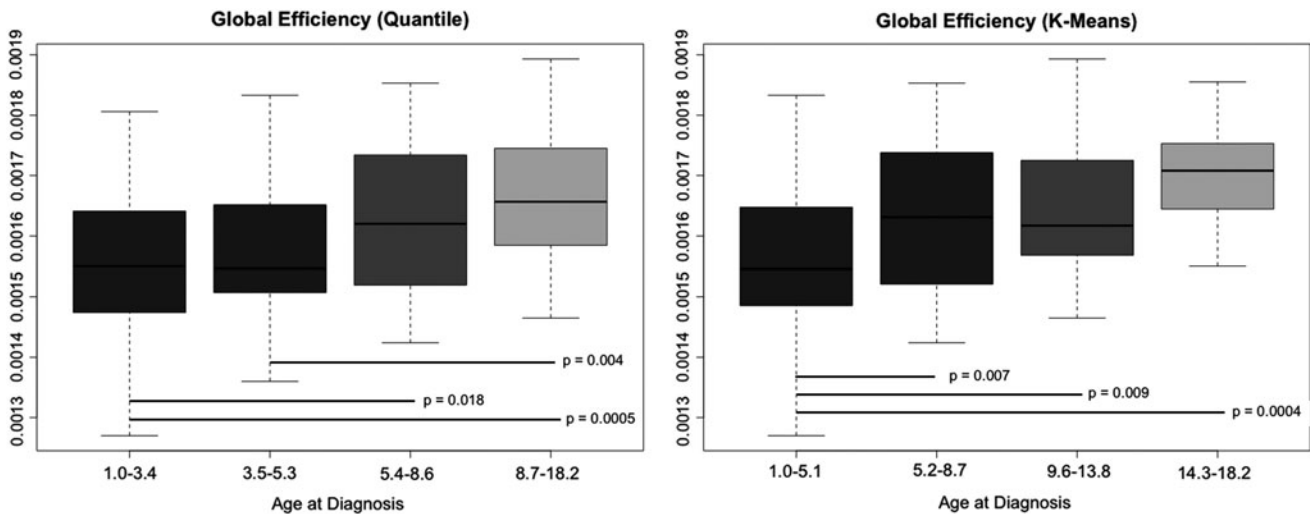 Global Efficiency (Quantile)
0.0019
0.0018
0.0017
0.0016
0.0015
0.0014
0.0013
p = 0.004
p = 0.018
p = 0.0005
1.0-3.4 3.5-5.3 5.4-8.6 8.7-18.2
Age at Diagnosis
Global Efficiency (K-Means)
0.0019
0.0018
0.0017
0.0016
0.0015
0.0014
0.0013
p = 0.007
p = 0.009
p = 0.0004
1.0-5.1 5.2-8.7 9.6-13.8 14.3-18.2
Age at Diagnosis